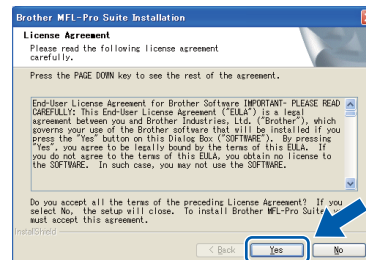 Brother MFL-Pro Suite Installation
License Agreement
Please read the following license agreement
carefully.
Press the PAGE DOWN key to see the rest of the agreement.
End-User License Agreement for Brother Software IMPORTANT- PLEASE READ
CAREFULLY: This End-User License Agreement ("EULA") is a legal
agreement between you and Brother Industries, Ltd. ("Brother"), which
governs your use of the Brother software that will be installed if you
press the "Yes" button on this Dialog Box ("SOFTWARE"). By pressing
"Yes", you agree to be legally bound by the terms of this EULA. If
you do not agree to the terms of this EULA, you obtain no license to
the SOFTWARE. In such case, you may not use the SOFTWARE.
Do you accept all the terms of the preceding License Agreement? If you
select No, the setup will close. To install Brother MFL-Pro Suite,
must accept this agreement.
InstallShield
< Back
Yes
No